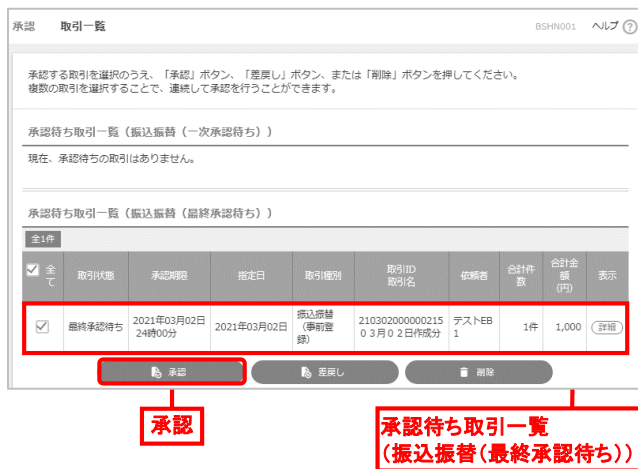 承認 取引一覧 BSHN001 ヘルプ ?
承認する取引を選択のうえ、「承認」ボタン、「差戻し」ボタン、または「削除」ボタンを押してください。
複数の取引を選択することで、連続して承認を行うことができます。
承認待ち取引一覧（振込振替（一次承認待ち））
現在、承認待ちの取引はありません。
承認待ち取引一覧（振込振替（最終承認待ち））
全1件
全て 取引状態 承認期限 指定日 取引種別 取引ID 取引名 依頼者 合計件数 合計金額(円) 表示
最終承認待ち 2021年03月02日 24時00分 2021年03月02日 振込振替（事前登録） 210302000000215 03月02日作成分 テストEB1 1件 1,000 詳細
承認 差戻し 削除
承認
承認待ち取引一覧
(振込振替(最終承認待ち))